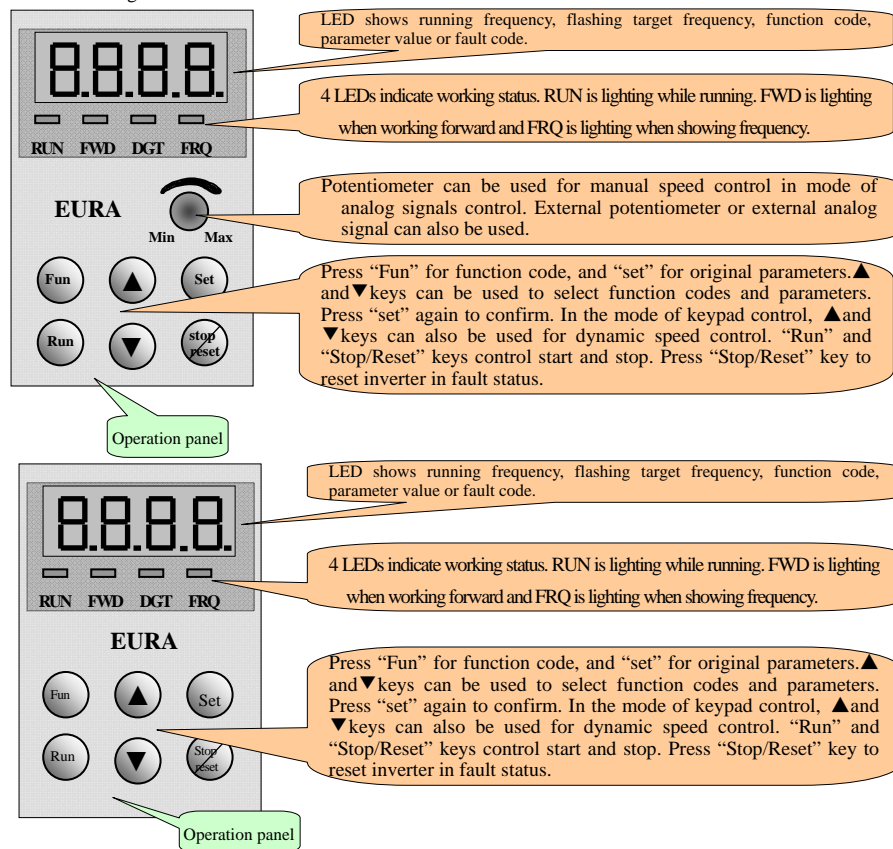 LED shows running frequency, flashing target frequency, function code,
parameter value or fault code.
8.8.8.8.
4 LEDs indicate working status. RUN is lighting while running. FWD is lighting
when working forward and FRQ is lighting when showing frequency.
RUN FWD DGT FRQ
EURA
Min Max
Potentiometer can be used for manual speed control in mode of
analog signals control. External potentiometer or external analog
signal can also be used.
Fun ▲ Set
Run ▼ stop
reset
Press “Fun” for function code, and “set” for original parameters.▲
and▼keys can be used to select function codes and parameters.
Press “set” again to confirm. In the mode of keypad control, ▲and
▼keys can also be used for dynamic speed control. “Run” and
“Stop/Reset” keys control start and stop. Press “Stop/Reset” key to
reset inverter in fault status.
Operation panel
LED shows running frequency, flashing target frequency, function code,
parameter value or fault code.
8.8.8.8.
4 LEDs indicate working status. RUN is lighting while running. FWD is lighting
when working forward and FRQ is lighting when showing frequency.
RUN FWD DGT FRQ
EURA
Fun ▲ Set
Run ▼ Stop
reset
Press “Fun” for function code, and “set” for original parameters.▲
and▼keys can be used to select function codes and parameters.
Press “set” again to confirm. In the mode of keypad control, ▲and
▼keys can also be used for dynamic speed control. “Run” and
“Stop/Reset” keys control start and stop. Press “Stop/Reset” key to
reset inverter in fault status.
Operation panel